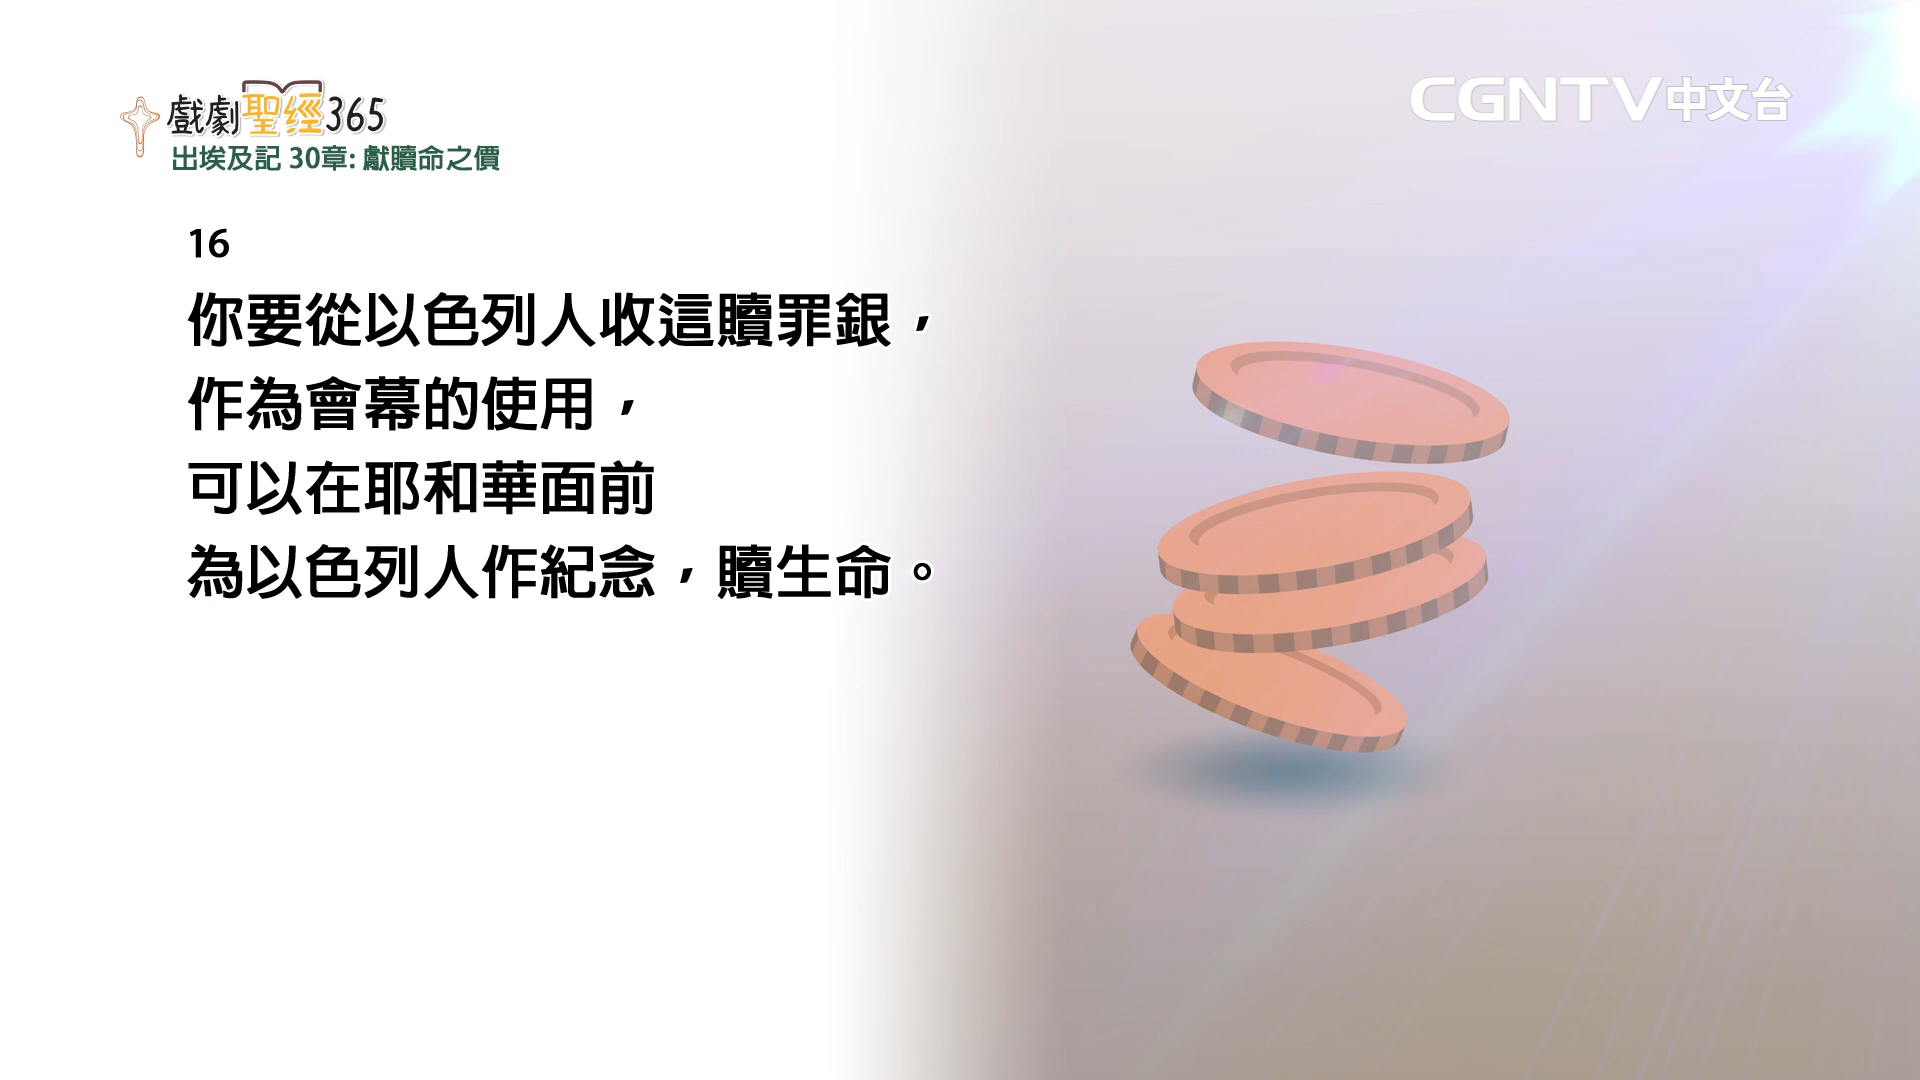 戲劇聖經365
出埃及記 30章: 獻贖命之價
CGNTV中文台
16
你要從以色列人收這贖罪銀，
作為會幕的使用，
可以在耶和華面前
為以色列人作紀念，贖生命。